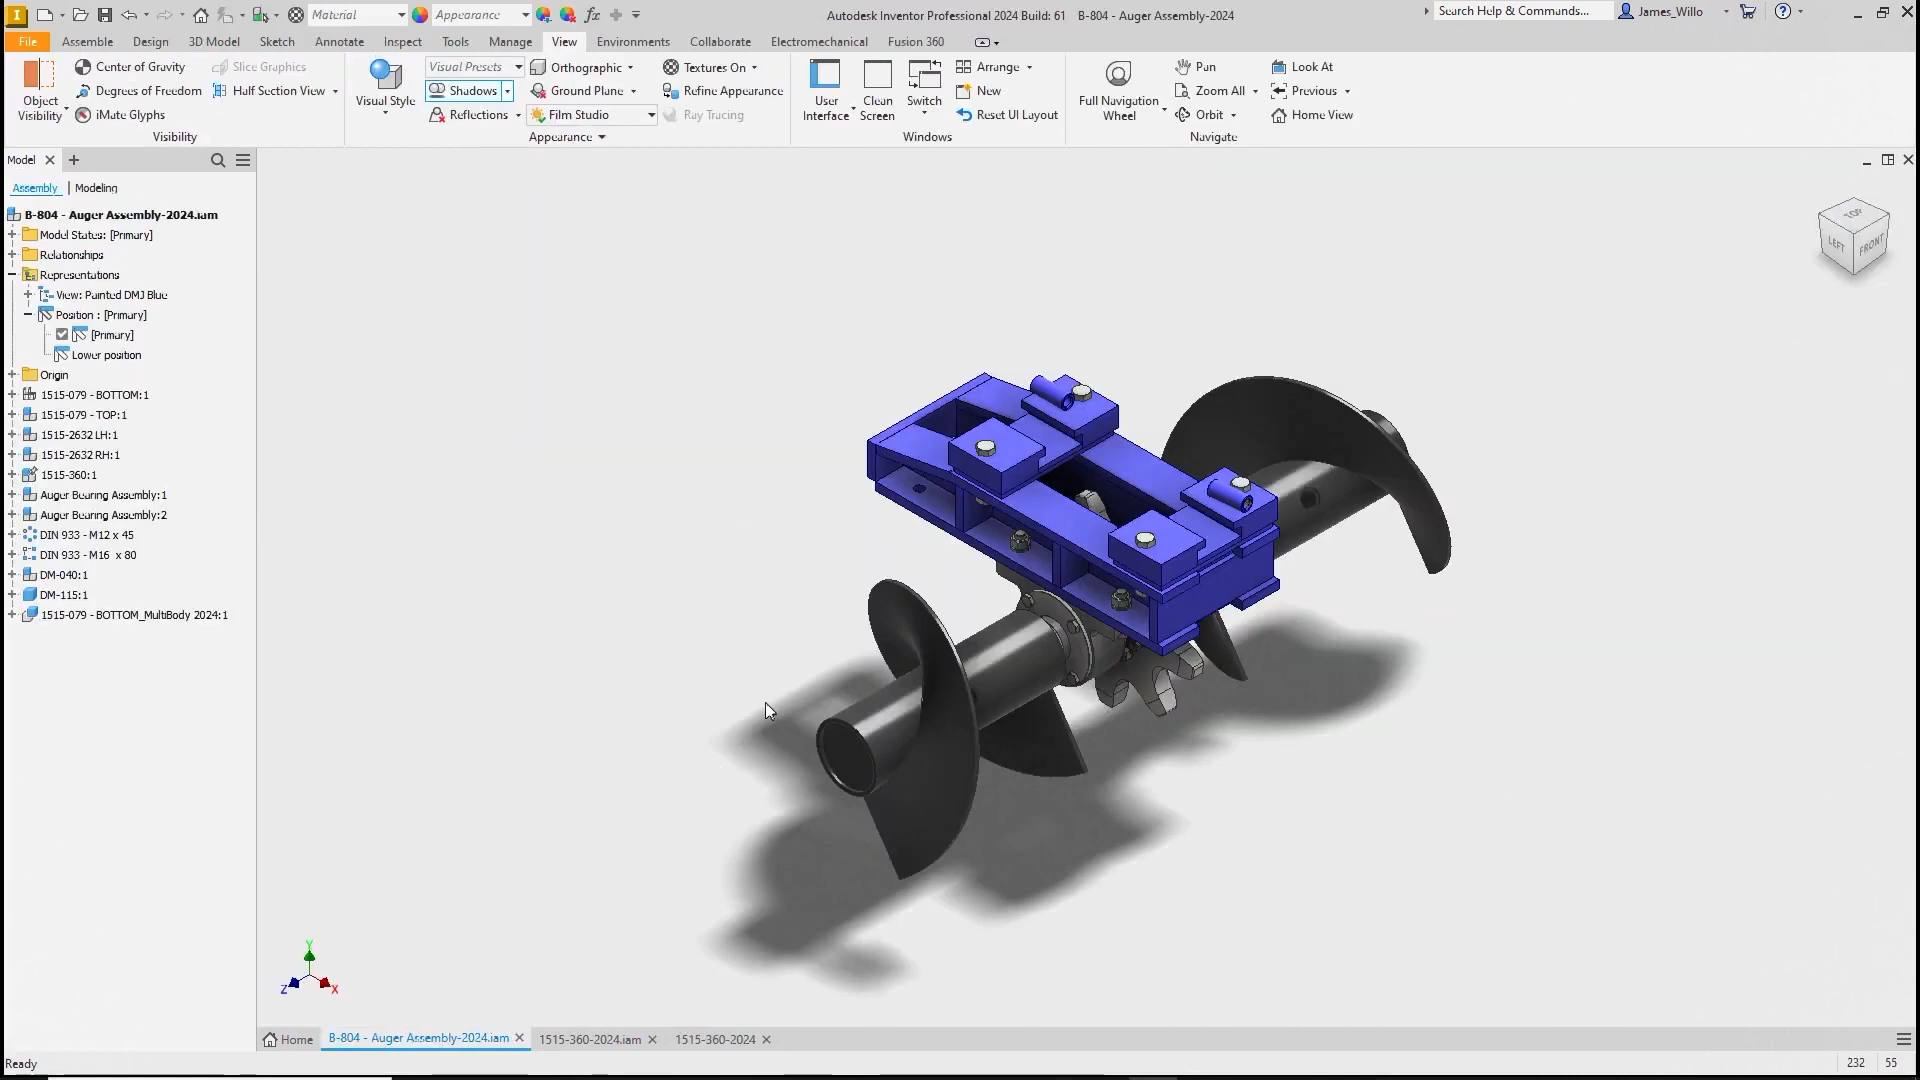 Material
Appearance
fx
Autodesk Inventor Professional 2024 Build: 61 B-804 - Auger Assembly-2024
Search Help & Commands...
James_Willo
File Assemble Design 3D Model Sketch Annotate Inspect Tools Manage View Environments Collaborate Electromechanical Fusion 360
Object Visibility
Center of Gravity
Degrees of Freedom
iMate Glyphs
Slice Graphics
Half Section View
Visibility
Visual Style
Visual Presets
Shadows
Reflections
Orthographic
Ground Plane
Film Studio
Textures On
Refine Appearance
Ray Tracing
Appearance
User Interface
Clean Screen
Switch
Arrange
New
Reset UI Layout
Windows
Full Navigation Wheel
Pan
Zoom All
Orbit
Look At
Previous
Home View
Navigate
Model
Assembly | Modeling
B-804 - Auger Assembly-2024.iam
Model States: [Primary]
Relationships
Representations
View: Painted DMJ Blue
Position : [Primary]
[Primary]
Lower position
Origin
1515-079 - BOTTOM:1
1515-079 - TOP:1
1515-2632 LH:1
1515-2632 RH:1
1515-360:1
Auger Bearing Assembly:1
Auger Bearing Assembly:2
DIN 933 - M12 x 45
DIN 933 - M16 x 80
DM-040:1
DM-115:1
1515-079 - BOTTOM_MultiBody 2024:1
TOP
LEFT
FRONT
Y
Z
X
Home
B-804 - Auger Assembly-2024.iam
1515-360-2024.iam
1515-360-2024
Ready
232 55